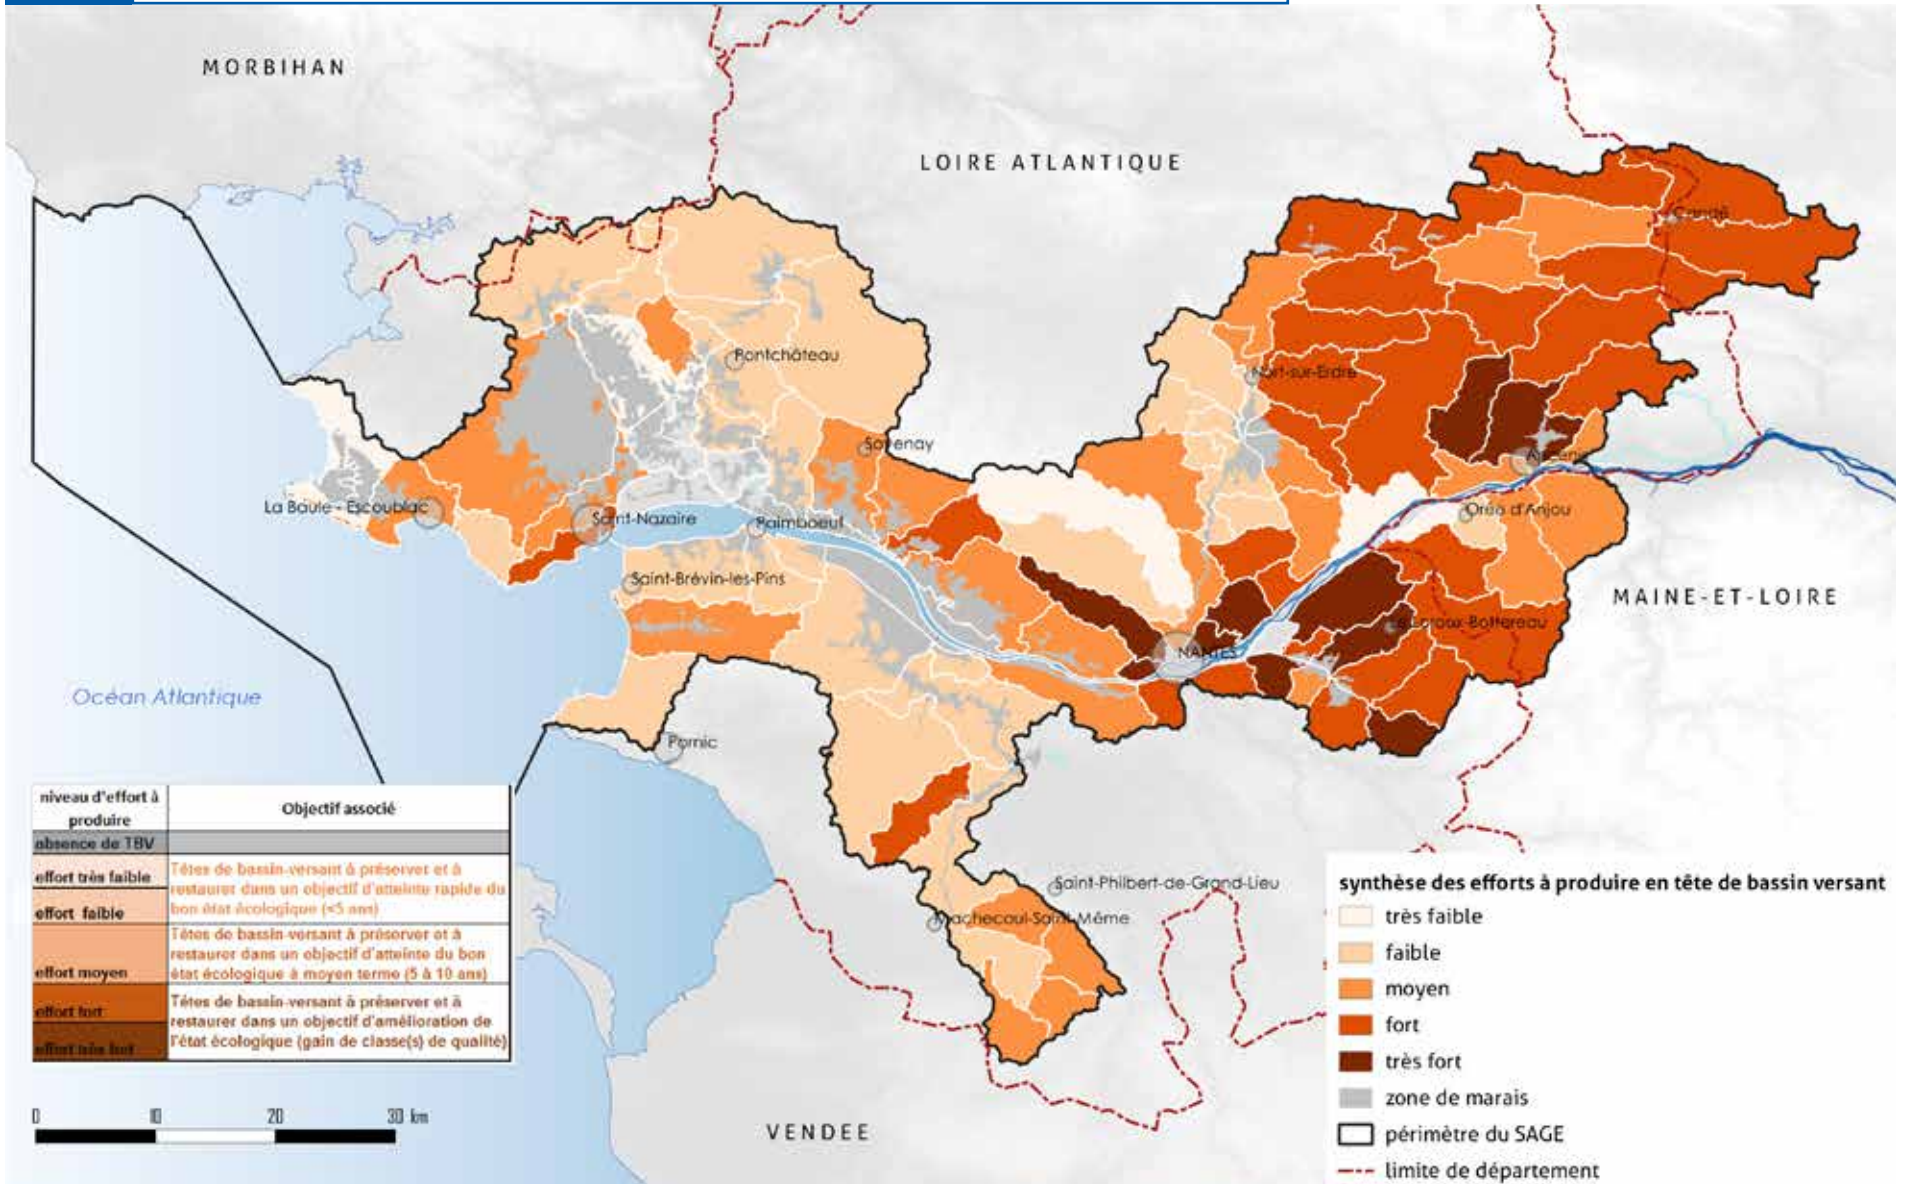 MORBIHAN
LOIRE ATLANTIQUE
Candé
Nort-sur-Erdre
Pontchâteau
Savenay
Ancenis
La Baule - Escoublac
Saint-Nazaire
Paimboeuf
Orée d'Anjou
Saint-Brévin-les-Pins
MAINE-ET-LOIRE
Le Loroux-Bottereau
NANTES
Océan Atlantique
Pornic
niveau d'effort à
produire
Objectif associé
absence de TBV
effort très faible
effort faible
Têtes de bassin-versant à préserver et à
restaurer dans un objectif d'atteinte rapide du
bon état écologique (<5 ans)
effort moyen
Têtes de bassin-versant à préserver et à
restaurer dans un objectif d'atteinte du bon
état écologique à moyen terme (5 à 10 ans)
effort fort
effort très fort
Têtes de bassin-versant à préserver et à
restaurer dans un objectif d'amélioration de
l'état écologique (gain de classe(s) de qualité)
Saint-Philbert-de-Grand-Lieu
Machecoul-Saint-Même
synthèse des efforts à produire en tête de bassin versant
très faible
faible
moyen
fort
très fort
zone de marais
périmètre du SAGE
limite de département
0 10 20 30 km
VENDEE